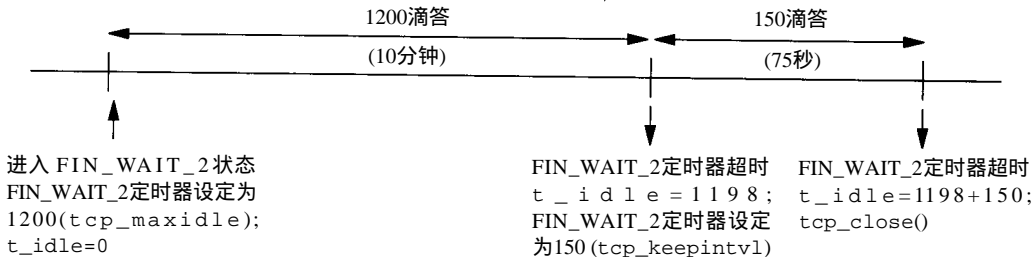 1200滴答
150滴答
(10分钟)
(75秒)
进入 FIN_WAIT_2状态
FIN_WAIT_2定时器设定为
1200(tcp_maxidle);
t_idle=0
FIN_WAIT_2定时器超时
t_idle=1198;
FIN_WAIT_2定时器设定
为150 (tcp_keepintvl)
FIN_WAIT_2定时器超时
t_idle=1198+150;
tcp_close()